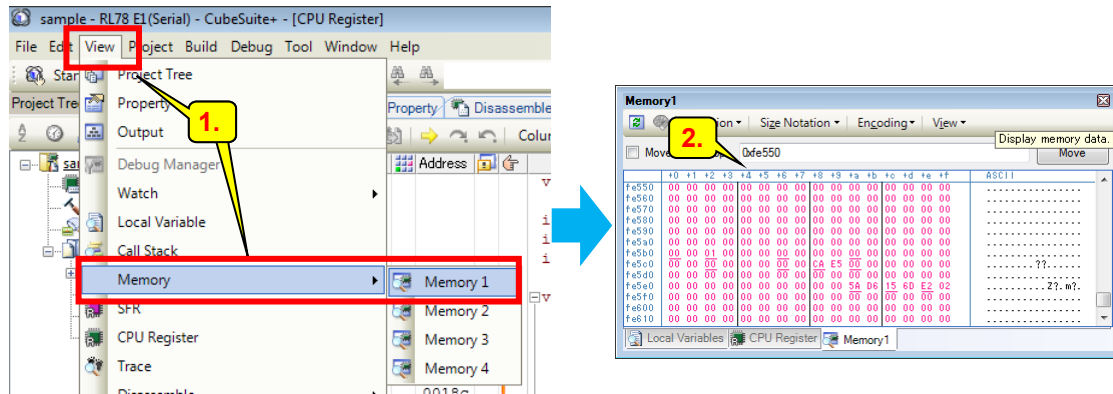 sample - RL78 E1(Serial) - CubeSuite+ - [CPU Register]
File Edit View Project Build Debug Tool Window Help
Project Tree
Project Tre
Property
Output
Debug Manager
Watch
Local Variable
Call Stack
Memory
SFR
CPU Register
Trace
1.
Property Disassemble
Colum
Address
Memory 1
Memory 2
Memory 3
Memory 4
Memory1
Size Notation Encoding View
2.
Display memory data.
0xfe550 Move
+0 +1 +2 +3 +4 +5 +6 +7 +8 +9 +a +b +c +d +e +f ASCII
fe550 00 00 00 00 00 00 00 00 00 00 00 00 00 00 00 00 ................
fe560 00 00 00 00 00 00 00 00 00 00 00 00 00 00 00 00 ................
fe570 00 00 00 00 00 00 00 00 00 00 00 00 00 00 00 00 ................
fe580 00 00 00 00 00 00 00 00 00 00 00 00 00 00 00 00 ................
fe590 00 00 00 00 00 00 00 00 00 00 00 00 00 00 00 00 ................
fe5a0 00 00 00 00 00 00 00 00 00 00 00 00 00 00 00 00 ................
fe5b0 00 00 01 00 00 00 00 00 00 00 00 00 00 00 00 00 ................
fe5c0 00 00 00 00 00 00 00 00 CA E5 00 00 00 00 00 00 ........??......
fe5d0 00 00 00 00 00 00 00 00 00 00 00 00 00 00 00 00 ................
fe5e0 00 00 00 00 00 00 00 00 00 00 5A D6 15 6D E2 02 ..........Z?.m?.
fe5f0 00 00 00 00 00 00 00 00 00 00 00 00 00 00 00 00 ................
fe600 00 00 00 00 00 00 00 00 00 00 00 00 00 00 00 00 ................
fe610 00 00 00 00 00 00 00 00 00 00 00 00 00 00 00 00 ................
Local Variables CPU Register Memory1